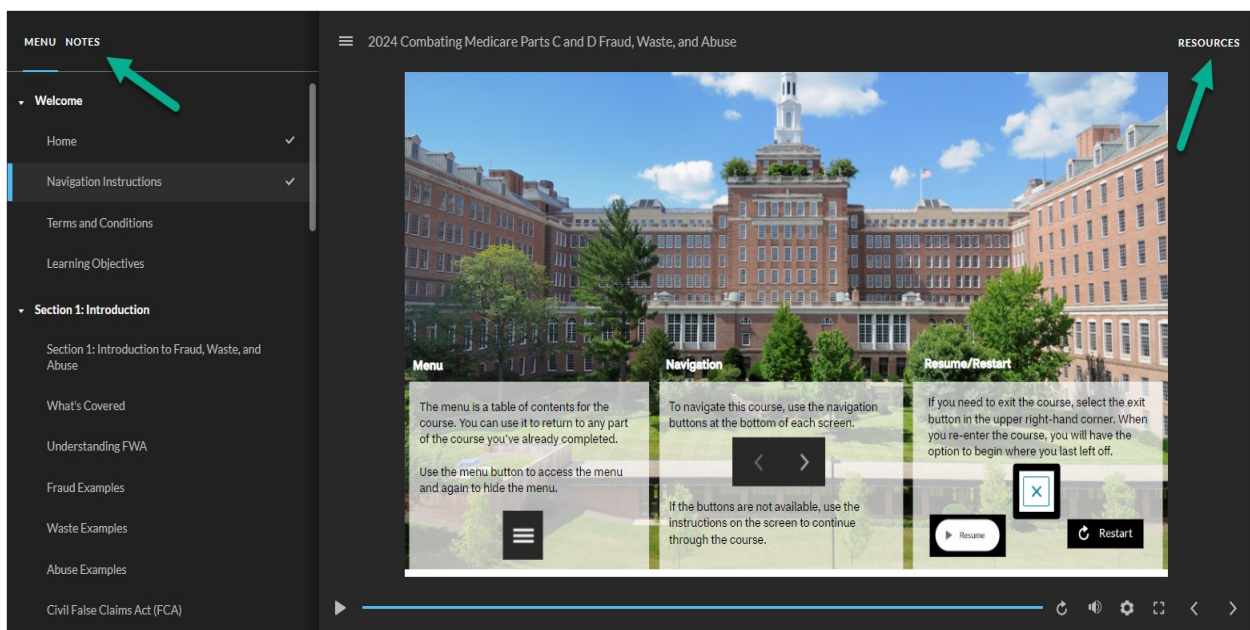 MENU NOTES
2024 Combating Medicare Parts C and D Fraud, Waste, and Abuse
RESOURCES
Welcome
Home
Navigation Instructions
Terms and Conditions
Learning Objectives
Section 1: Introduction
Section 1: Introduction to Fraud, Waste, and
Abuse
What's Covered
Understanding FWA
Fraud Examples
Waste Examples
Abuse Examples
Civil False Claims Act (FCA)
Menu
The menu is a table of contents for the
course. You can use it to return to any part
of the course you've already completed.
Use the menu button to access the menu
and again to hide the menu.
Navigation
To navigate this course, use the navigation
buttons at the bottom of each screen.
If the buttons are not available, use the
instructions on the screen to continue
through the course.
Resume/Restart
If you need to exit the course, select the exit
button in the upper right-hand corner. When
you re-enter the course, you will have the
option to begin where you last left off.
Resume
Restart